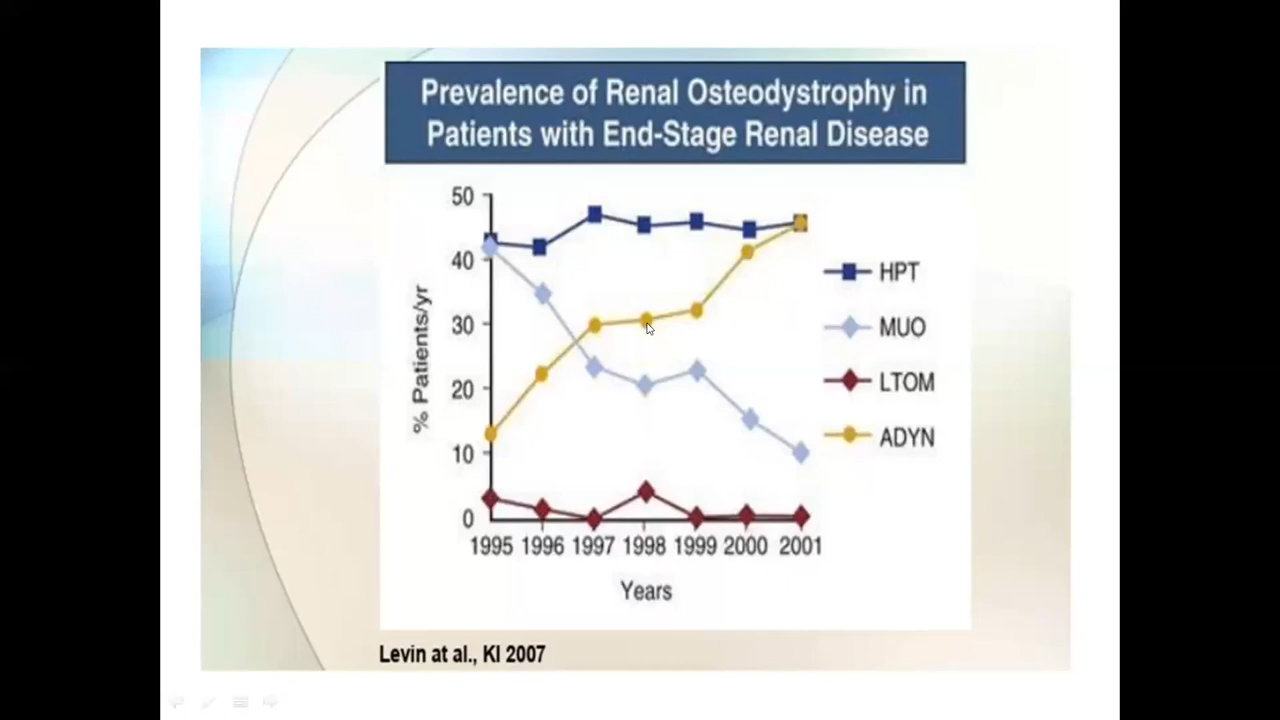 Prevalence of Renal Osteodystrophy in
Patients with End-Stage Renal Disease
50
40
30
20
10
0
% Patients/yr
1995 1996 1997 1998 1999 2000 2001
Years
HPT
MUO
LTOM
ADYN
Levin at al., KI 2007